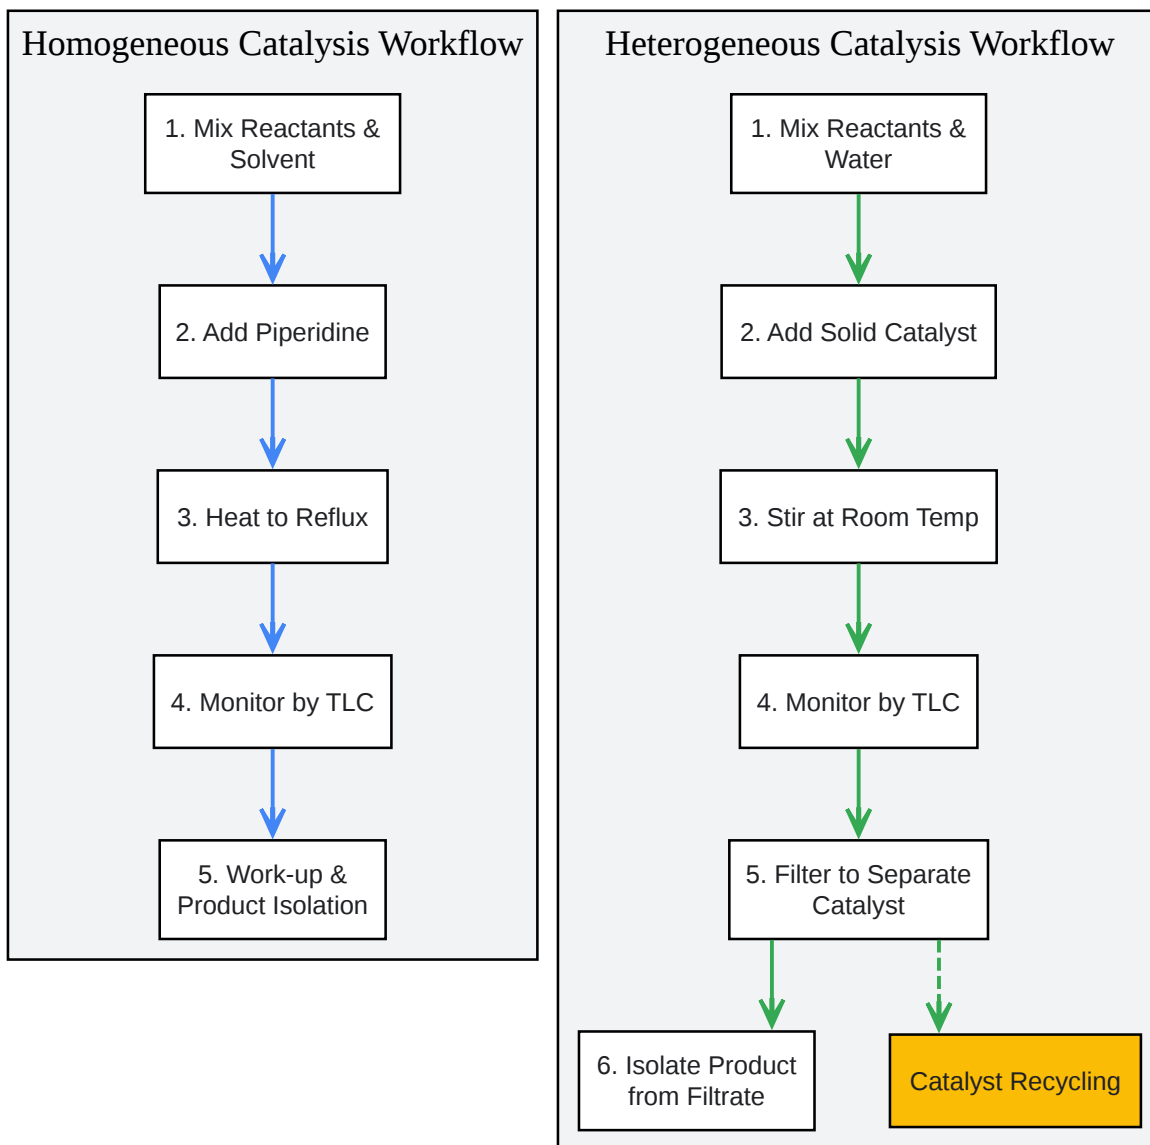 Homogeneous Catalysis Workflow
1. Mix Reactants &
Solvent
2. Add Piperidine
3. Heat to Reflux
4. Monitor by TLC
5. Work-up &
Product Isolation
Heterogeneous Catalysis Workflow
1. Mix Reactants &
Water
2. Add Solid Catalyst
3. Stir at Room Temp
4. Monitor by TLC
5. Filter to Separate
Catalyst
6. Isolate Product
from Filtrate
Catalyst Recycling